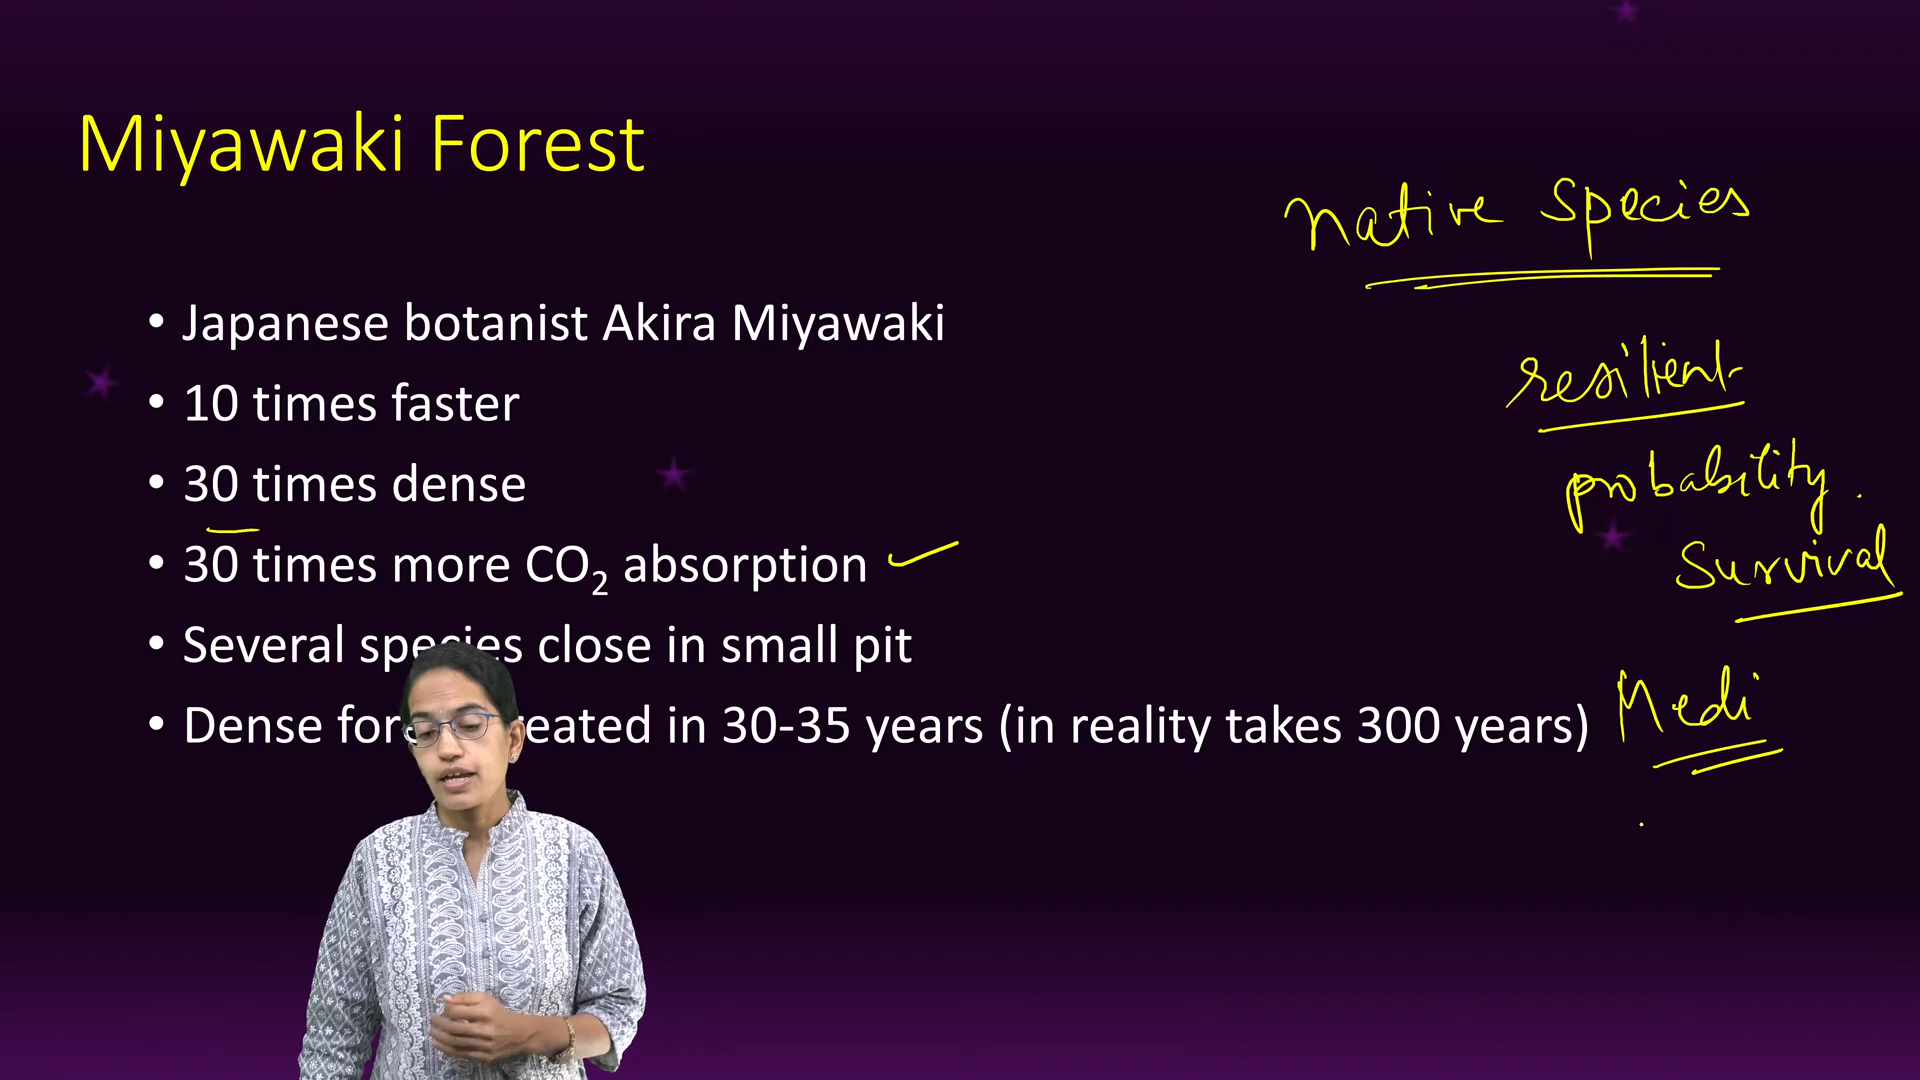 Miyawaki Forest
native species
• Japanese botanist Akira Miyawaki
resilient
• 10 times faster
• 30 times dense
probability
• 30 times more CO₂ absorption
survival
• Several species close in small pit
• Dense for eated in 30-35 years (in reality takes 300 years)
Medi